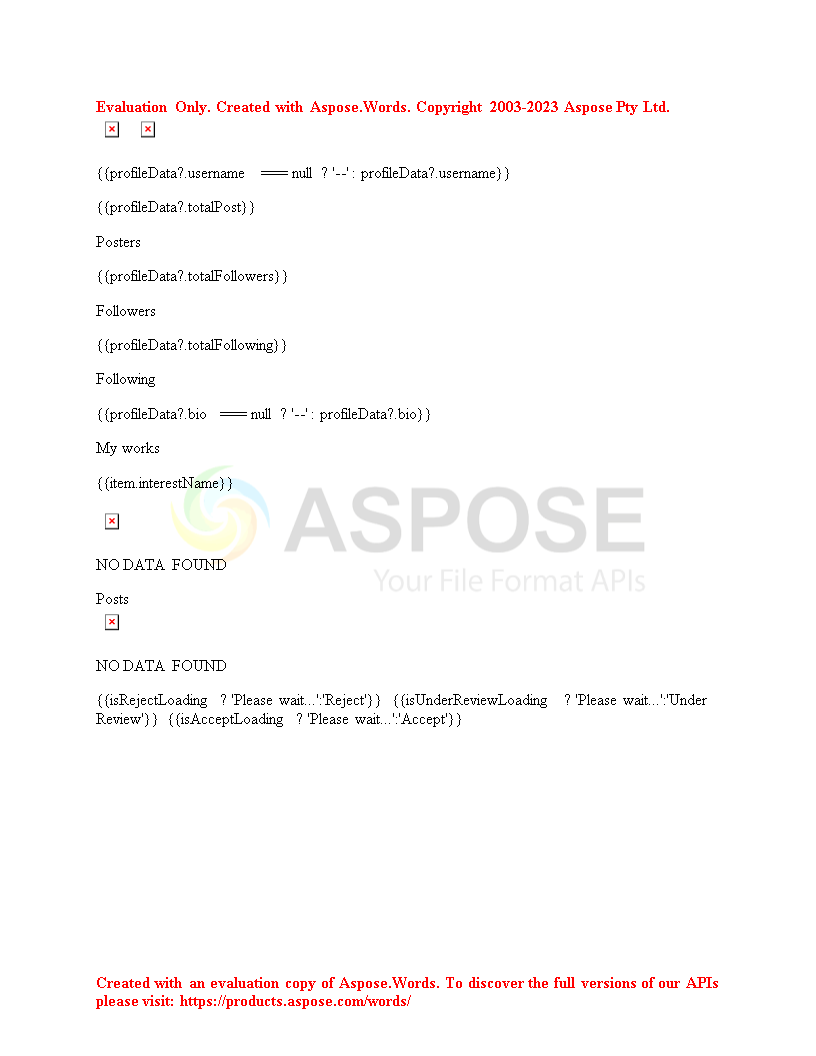 Evaluation Only. Created with Aspose.Words. Copyright 2003-2023 Aspose Pty Ltd.
{{profileData?.username === null ? '--' : profileData?.username}}
{{profileData?.totalPost}}
Posters
{{profileData?.totalFollowers}}
Followers
{{profileData?.totalFollowing}}
Following
{{profileData?.bio === null ? '--' : profileData?.bio}}
My works
{{item.interestName}}
ASPOSE
Your File Format APIs
NO DATA FOUND
Posts
NO DATA FOUND
{{isRejectLoading ? 'Please wait...':'Reject'}} {{isUnderReviewLoading ? 'Please wait...':'Under
Review'}} {{isAcceptLoading ? 'Please wait...':'Accept'}}
Created with an evaluation copy of Aspose.Words. To discover the full versions of our APIs
please visit: https://products.aspose.com/words/